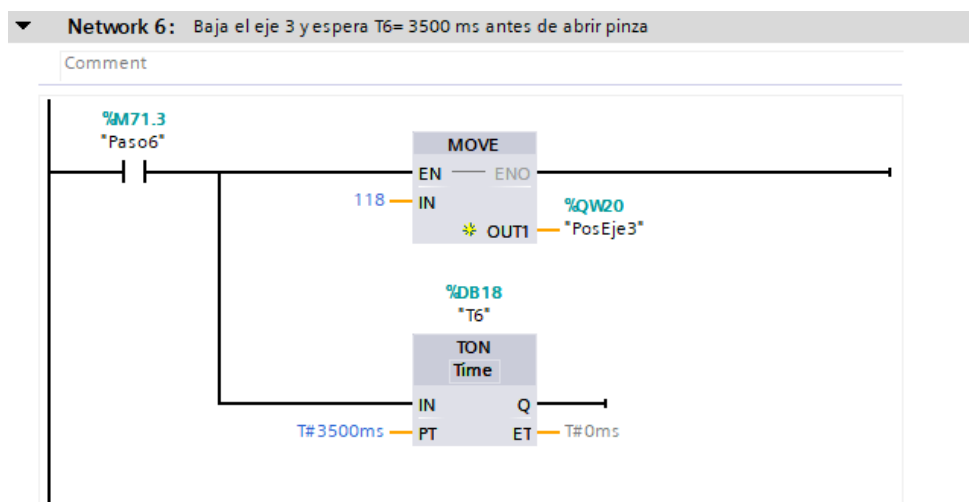 Network 6: Baja el eje 3 y espera T6= 3500 ms antes de abrir pinza
Comment
%M71.3
"Paso6"
MOVE
EN ENO
118 IN
%QW20
OUT1 "PosEje3"
%DB18
"T6"
TON
Time
IN Q
T#3500ms PT ET T#0ms